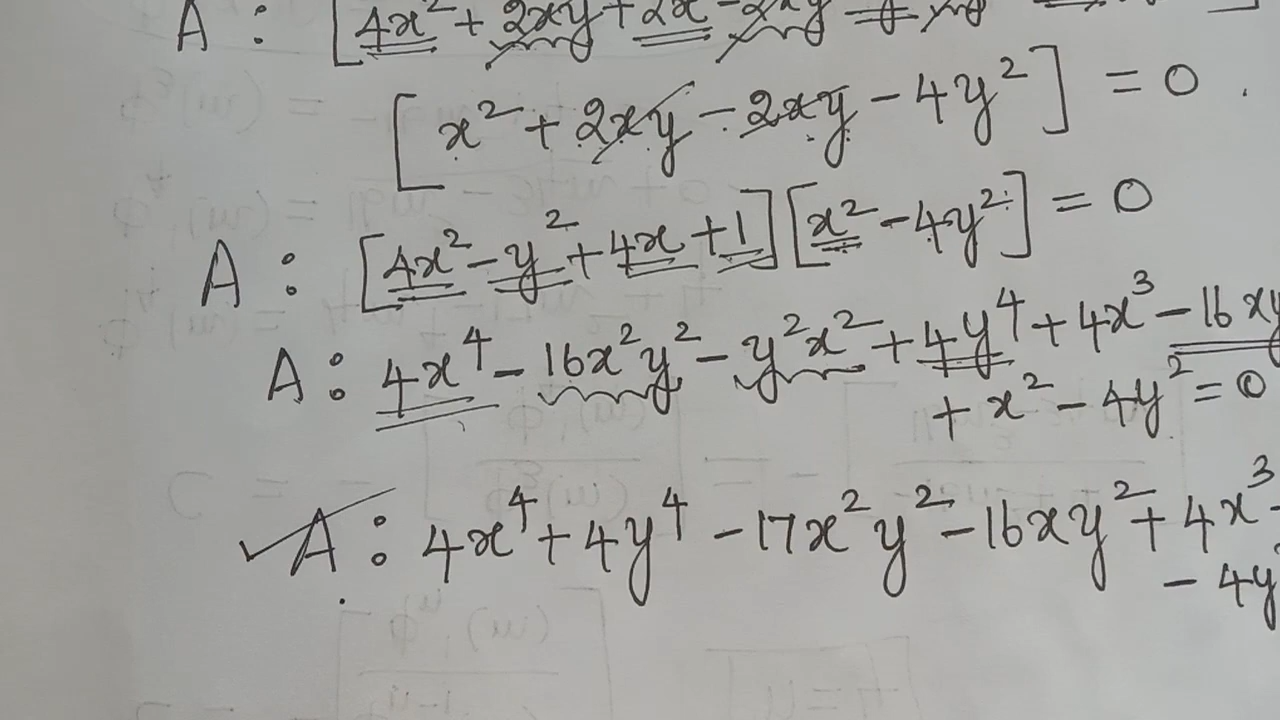 A : [4x² + 2xy + 2x - 2xy - y
[x² + 2xy - 2xy - 4y²] = 0 .
A : [4x² - y² + 4x + 1] [x² - 4y²] = 0
A : 4x⁴ - 16x²y² - y²x² + 4y⁴ + 4x³ - 16xy
+ x² - 4y² = 0
A : 4x⁴ + 4y⁴ - 17x²y² - 16xy² + 4x³
- 4y